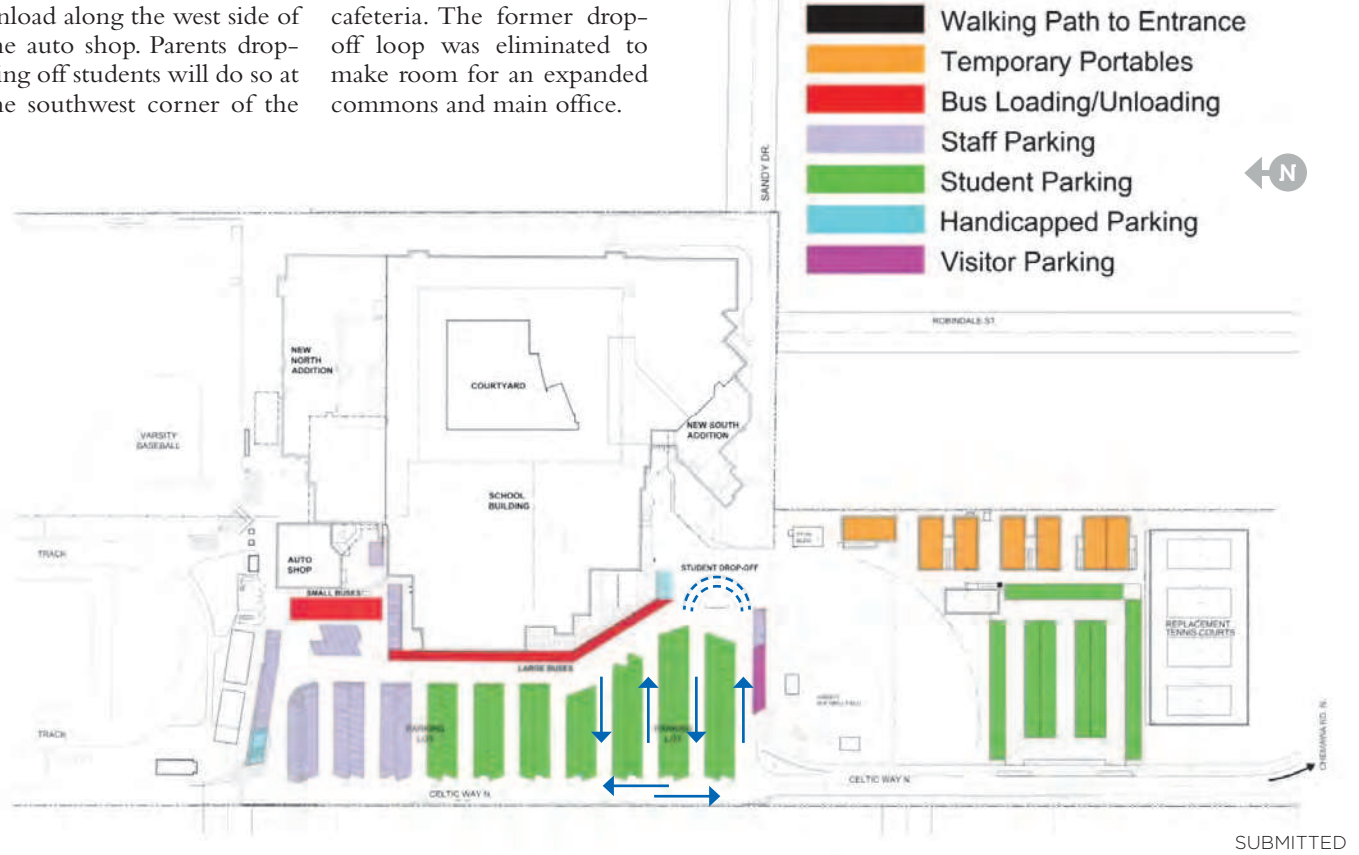 nload along the west side of
ne auto shop. Parents drop-
ing off students will do so at
ne southwest corner of the
cafeteria. The former drop-
off loop was eliminated to
make room for an expanded
commons and main office.
Walking Path to Entrance
Temporary Portables
Bus Loading/Unloading
Staff Parking
Student Parking
Handicapped Parking
Visitor Parking
N
SANDY DR.
ROBINDALE ST.
NEW
NORTH
ADDITION
COURTYARD
NEW SOUTH
ADDITION
VARSITY
BASEBALL
SCHOOL
BUILDING
TRACK
AUTO
SHOP
STUDENT DROP-OFF
SMALL BUSES
REPLACEMENT
TENNIS COURTS
LARGE BUSES
PARKING
LOT
PARKING
LOT
TRACK
CELTIC WAY N.
CELTIC WAY N.
CHEMAWA RD. N.
SUBMITTED